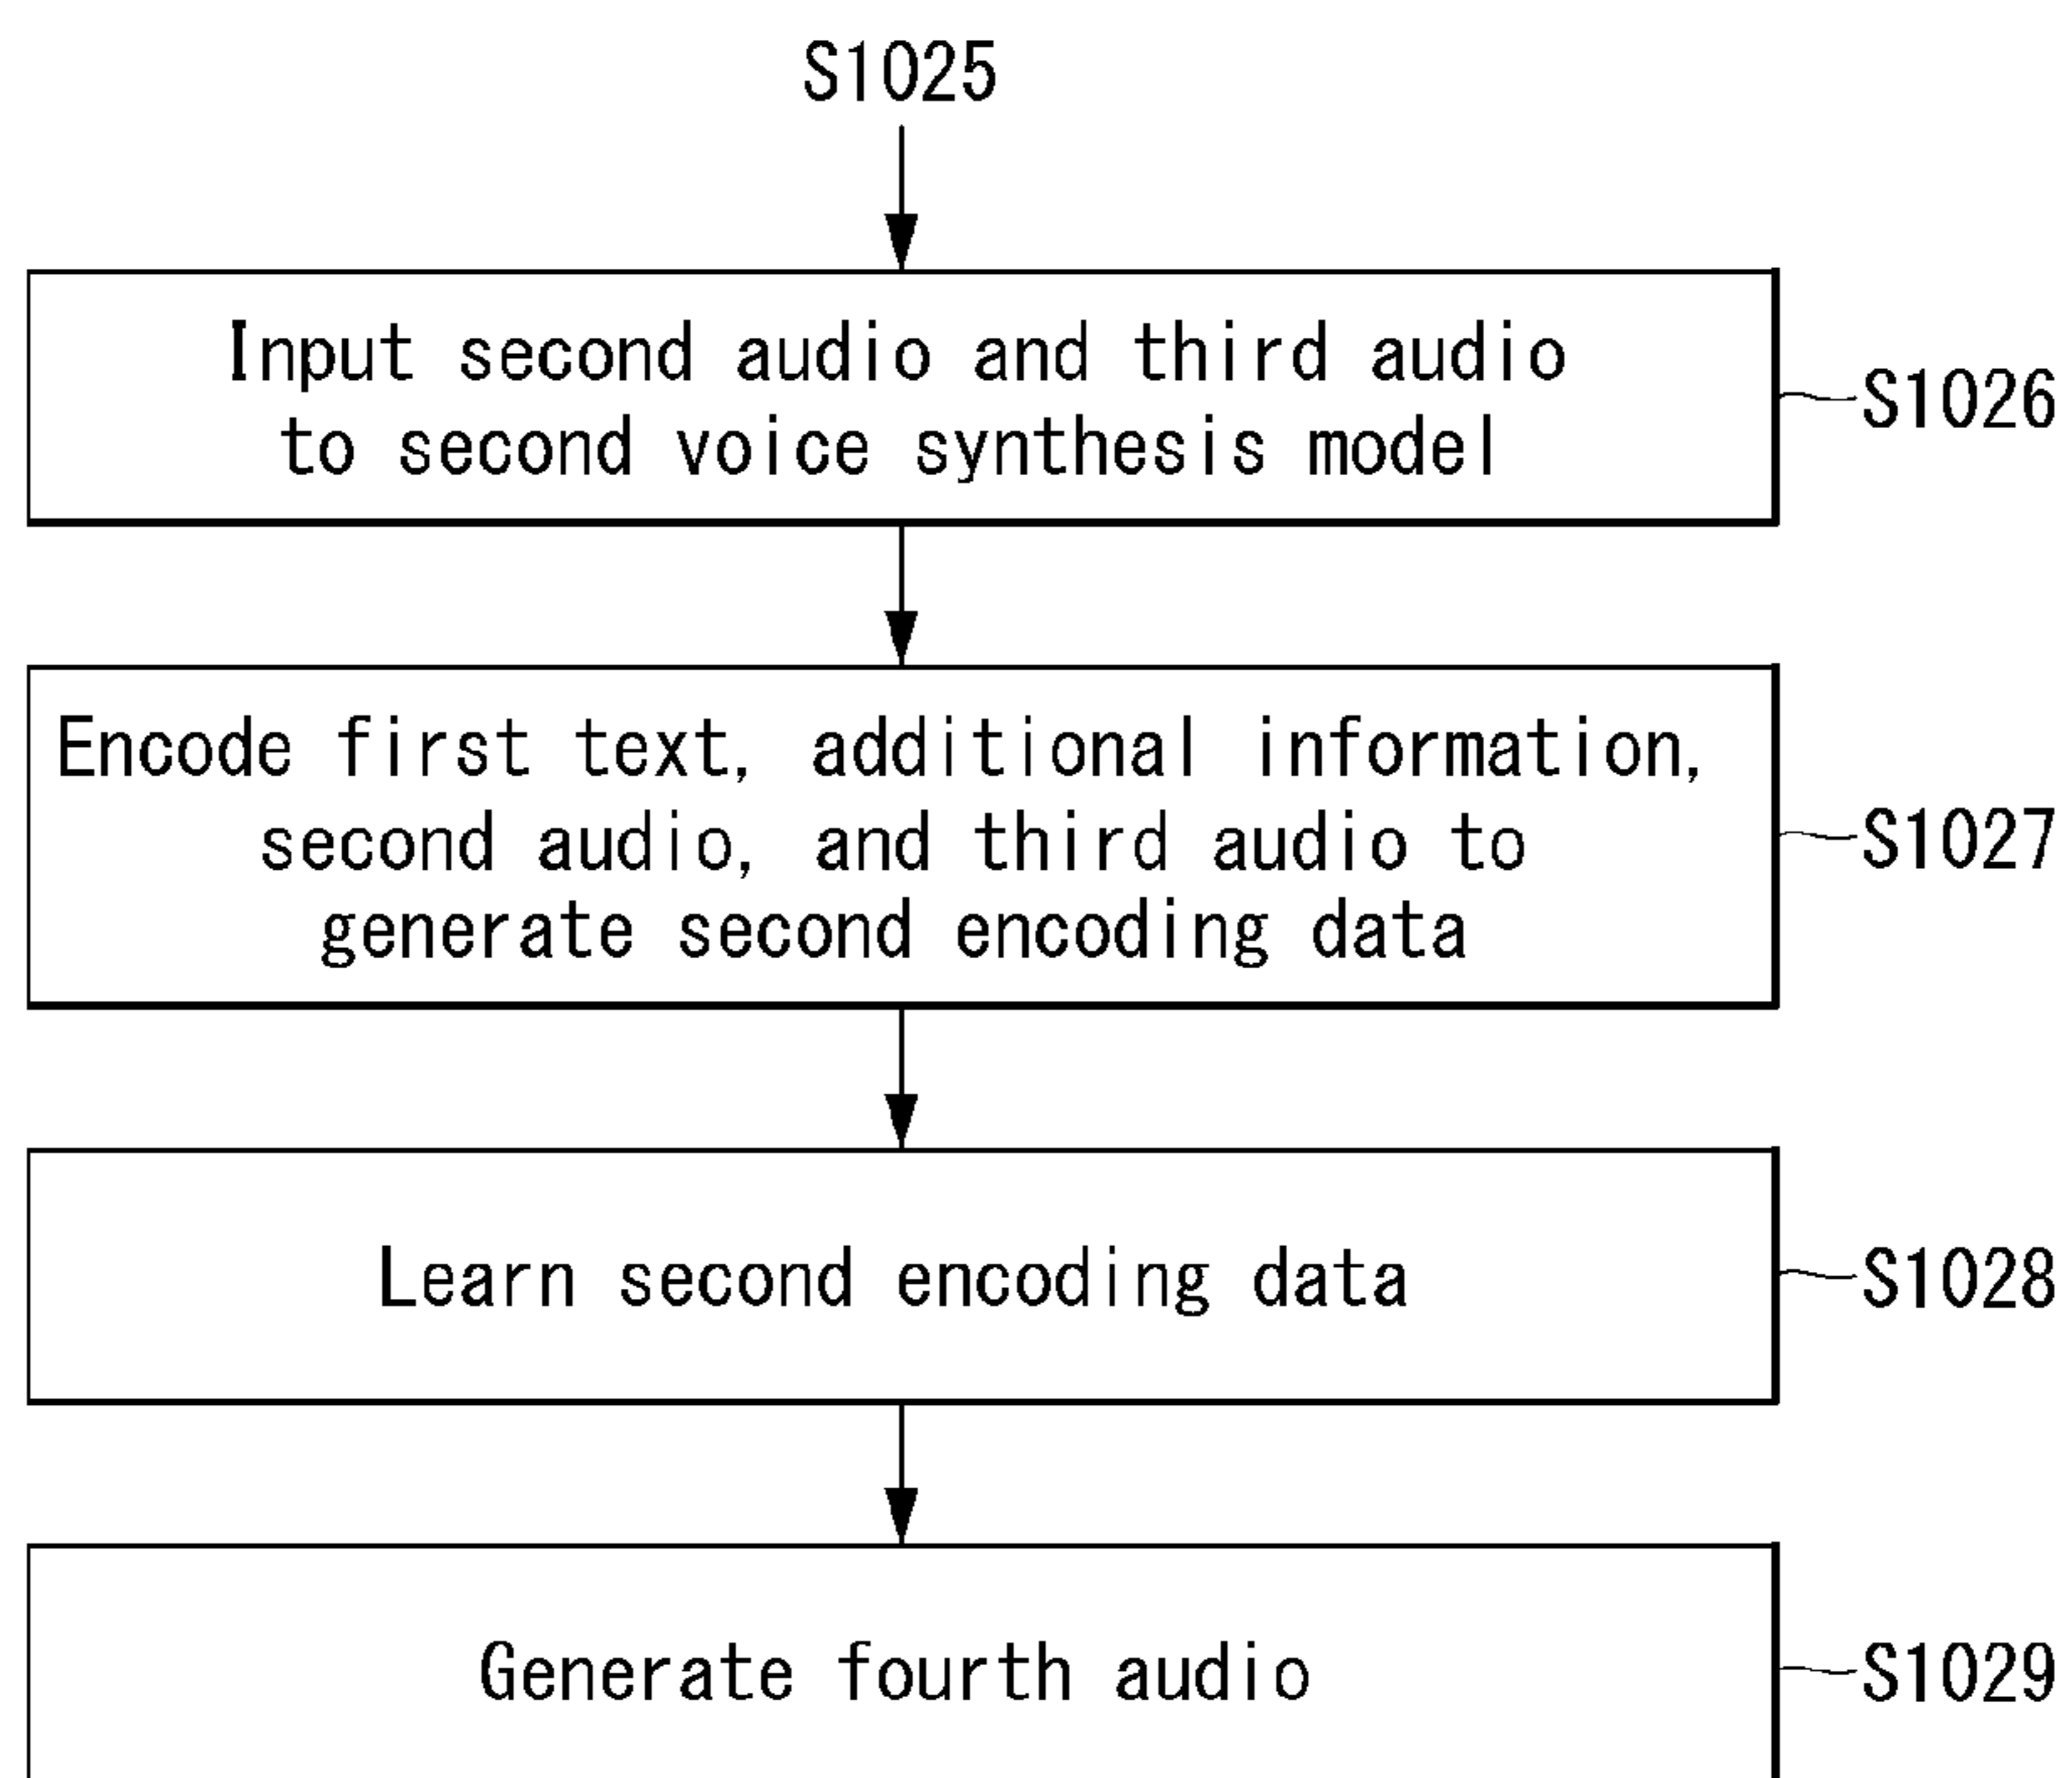 S1025
Input second audio and third audio
to second voice synthesis model
S1026
Encode first text, additional information,
second audio, and third audio to
generate second encoding data
S1027
Learn second encoding data
S1028
Generate fourth audio
S1029